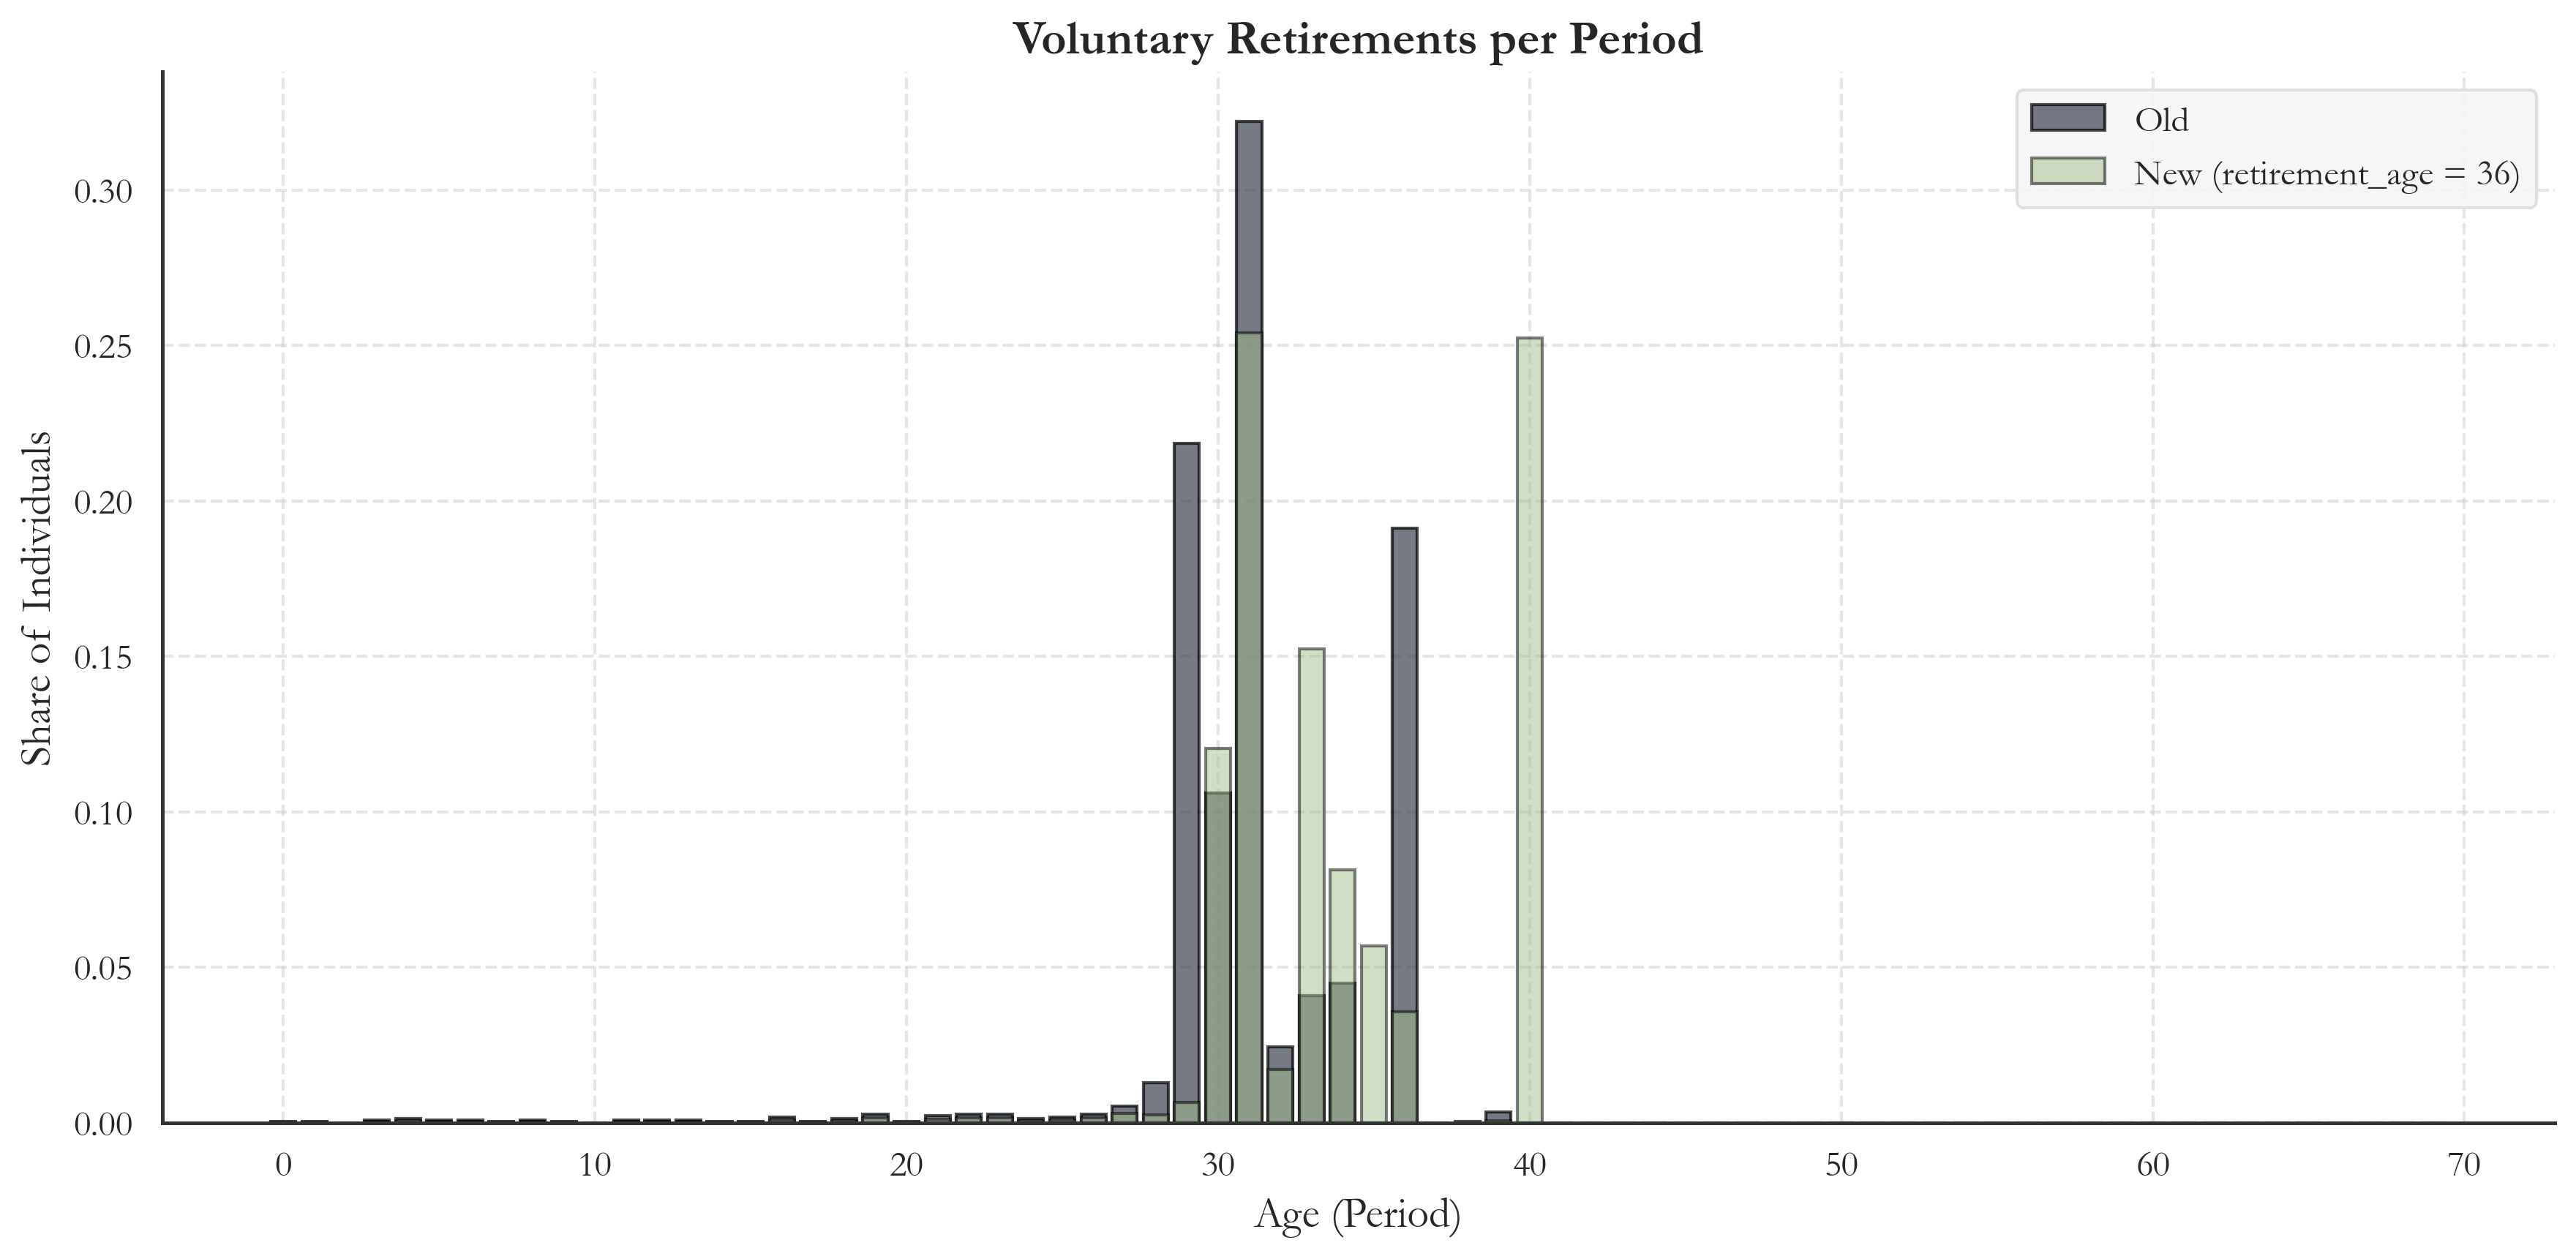 Voluntary Retirements per Period
Old
New (retirement_age = 36)
Share of Individuals
0.30
0.25
0.20
0.15
0.10
0.05
0.00
0 10 20 30 40 50 60 70
Age (Period)